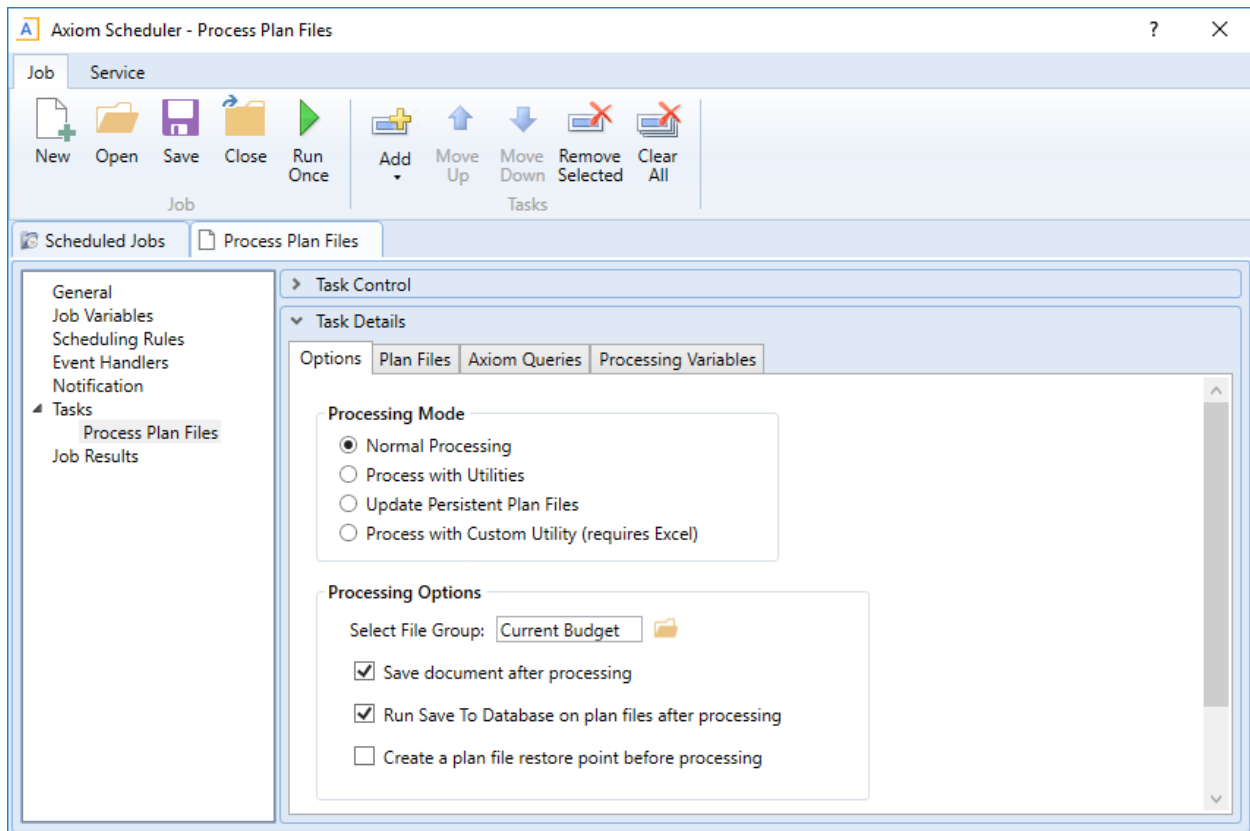 A Axiom Scheduler - Process Plan Files ?
Job Service
New Open Save Close Run Once Add Move Up Move Down Remove Selected Clear All
Job Tasks
Scheduled Jobs Process Plan Files
General
Job Variables
Scheduling Rules
Event Handlers
Notification
Tasks
Process Plan Files
Job Results
Task Control
Task Details
Options Plan Files Axiom Queries Processing Variables
Processing Mode
Normal Processing
Process with Utilities
Update Persistent Plan Files
Process with Custom Utility (requires Excel)
Processing Options
Select File Group: Current Budget
Save document after processing
Run Save To Database on plan files after processing
Create a plan file restore point before processing